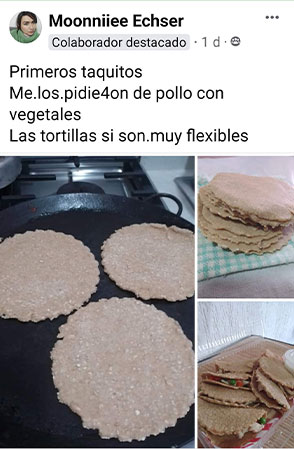 Moonniiee Echser
Colaborador destacado · 1 d ·
Primeros taquitos
Me.los.pidie4on de pollo con
vegetales
Las tortillas si son.muy flexibles